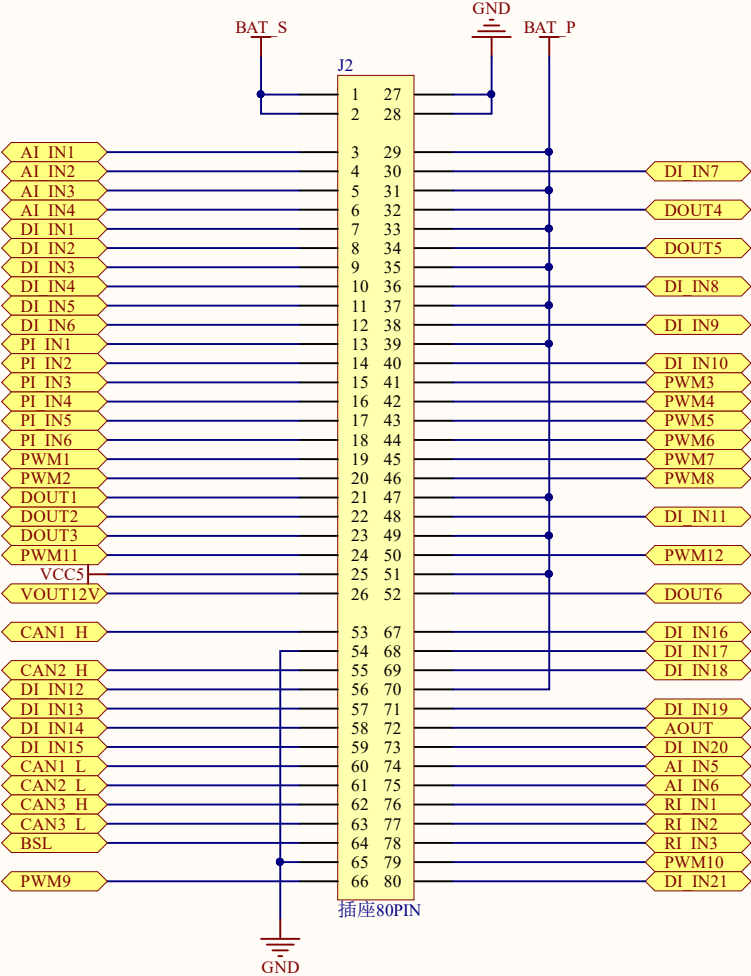 GND
BAT_S BAT_P
J2
1 27
2 28
AI_IN1 3 29
AI_IN2 4 30 DI_IN7
AI_IN3 5 31
AI_IN4 6 32 DOUT4
DI_IN1 7 33
DI_IN2 8 34 DOUT5
DI_IN3 9 35
DI_IN4 10 36 DI_IN8
DI_IN5 11 37
DI_IN6 12 38 DI_IN9
PI_IN1 13 39
PI_IN2 14 40 DI_IN10
PI_IN3 15 41 PWM3
PI_IN4 16 42 PWM4
PI_IN5 17 43 PWM5
PI_IN6 18 44 PWM6
PWM1 19 45 PWM7
PWM2 20 46 PWM8
DOUT1 21 47
DOUT2 22 48 DI_IN11
DOUT3 23 49
PWM11 24 50 PWM12
VCC5 25 51
VOUT12V 26 52 DOUT6
CAN1_H 53 67 DI_IN16
54 68 DI_IN17
CAN2_H 55 69 DI_IN18
DI_IN12 56 70
DI_IN13 57 71 DI_IN19
DI_IN14 58 72 AOUT
DI_IN15 59 73 DI_IN20
CAN1_L 60 74 AI_IN5
CAN2_L 61 75 AI_IN6
CAN3_H 62 76 RI_IN1
CAN3_L 63 77 RI_IN2
BSL 64 78 RI_IN3
65 79 PWM10
PWM9 66 80 DI_IN21
插座80PIN
GND